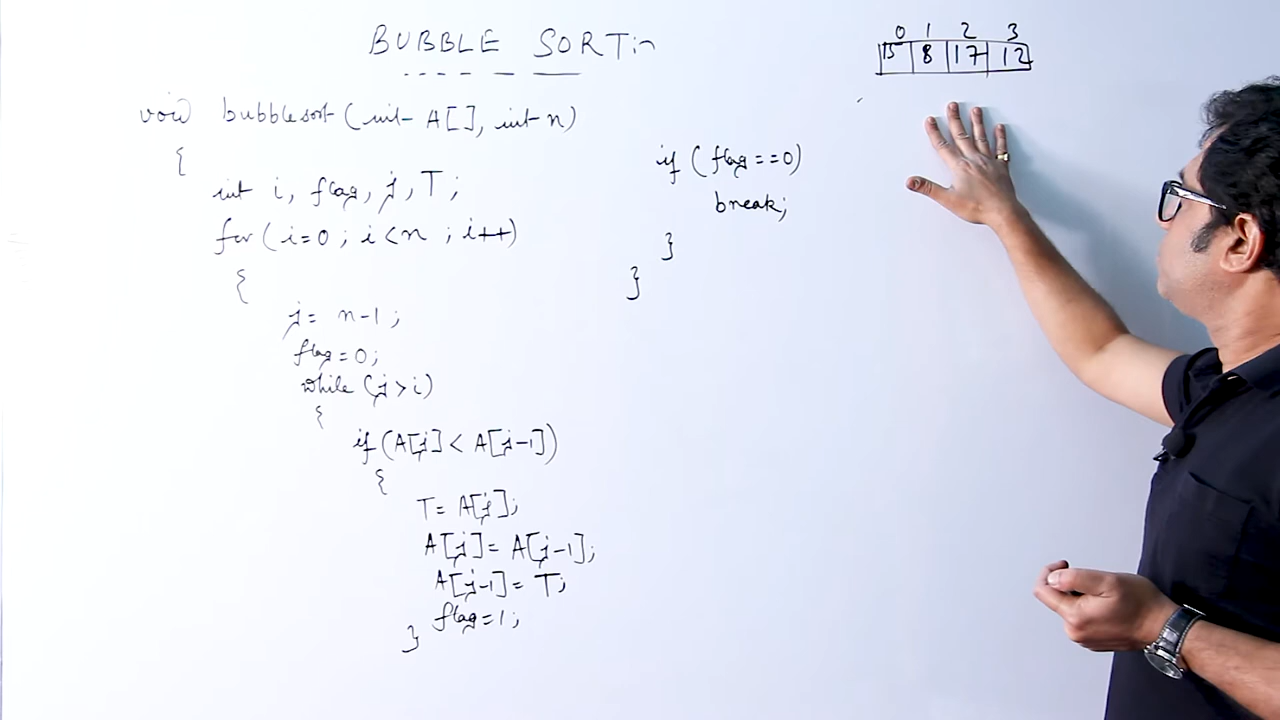 BUBBLE SORTin
void bubblesort (int A[], int n)
{
int i, flag, j, T;
for (i=0; i<n; i++)
{
j= n-1;
flag=0;
while (j>i)
{
if (A[j] < A[j-1])
{
T= A[j];
A[j]= A[j-1];
A[j-1]= T;
flag=1;
}
if (flag==0)
break;
}
}
0 1 2 3
15 8 17 12